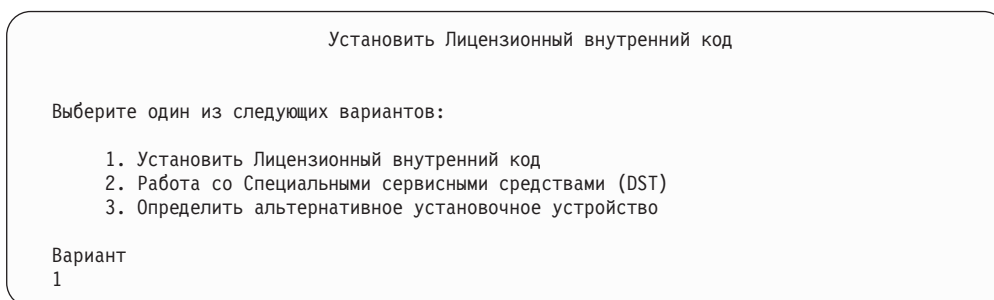 Установить Лицензионный внутренний код
Выберите один из следующих вариантов:
1. Установить Лицензионный внутренний код
2. Работа со Специальными сервисными средствами (DST)
3. Определить альтернативное установочное устройство
Вариант
1